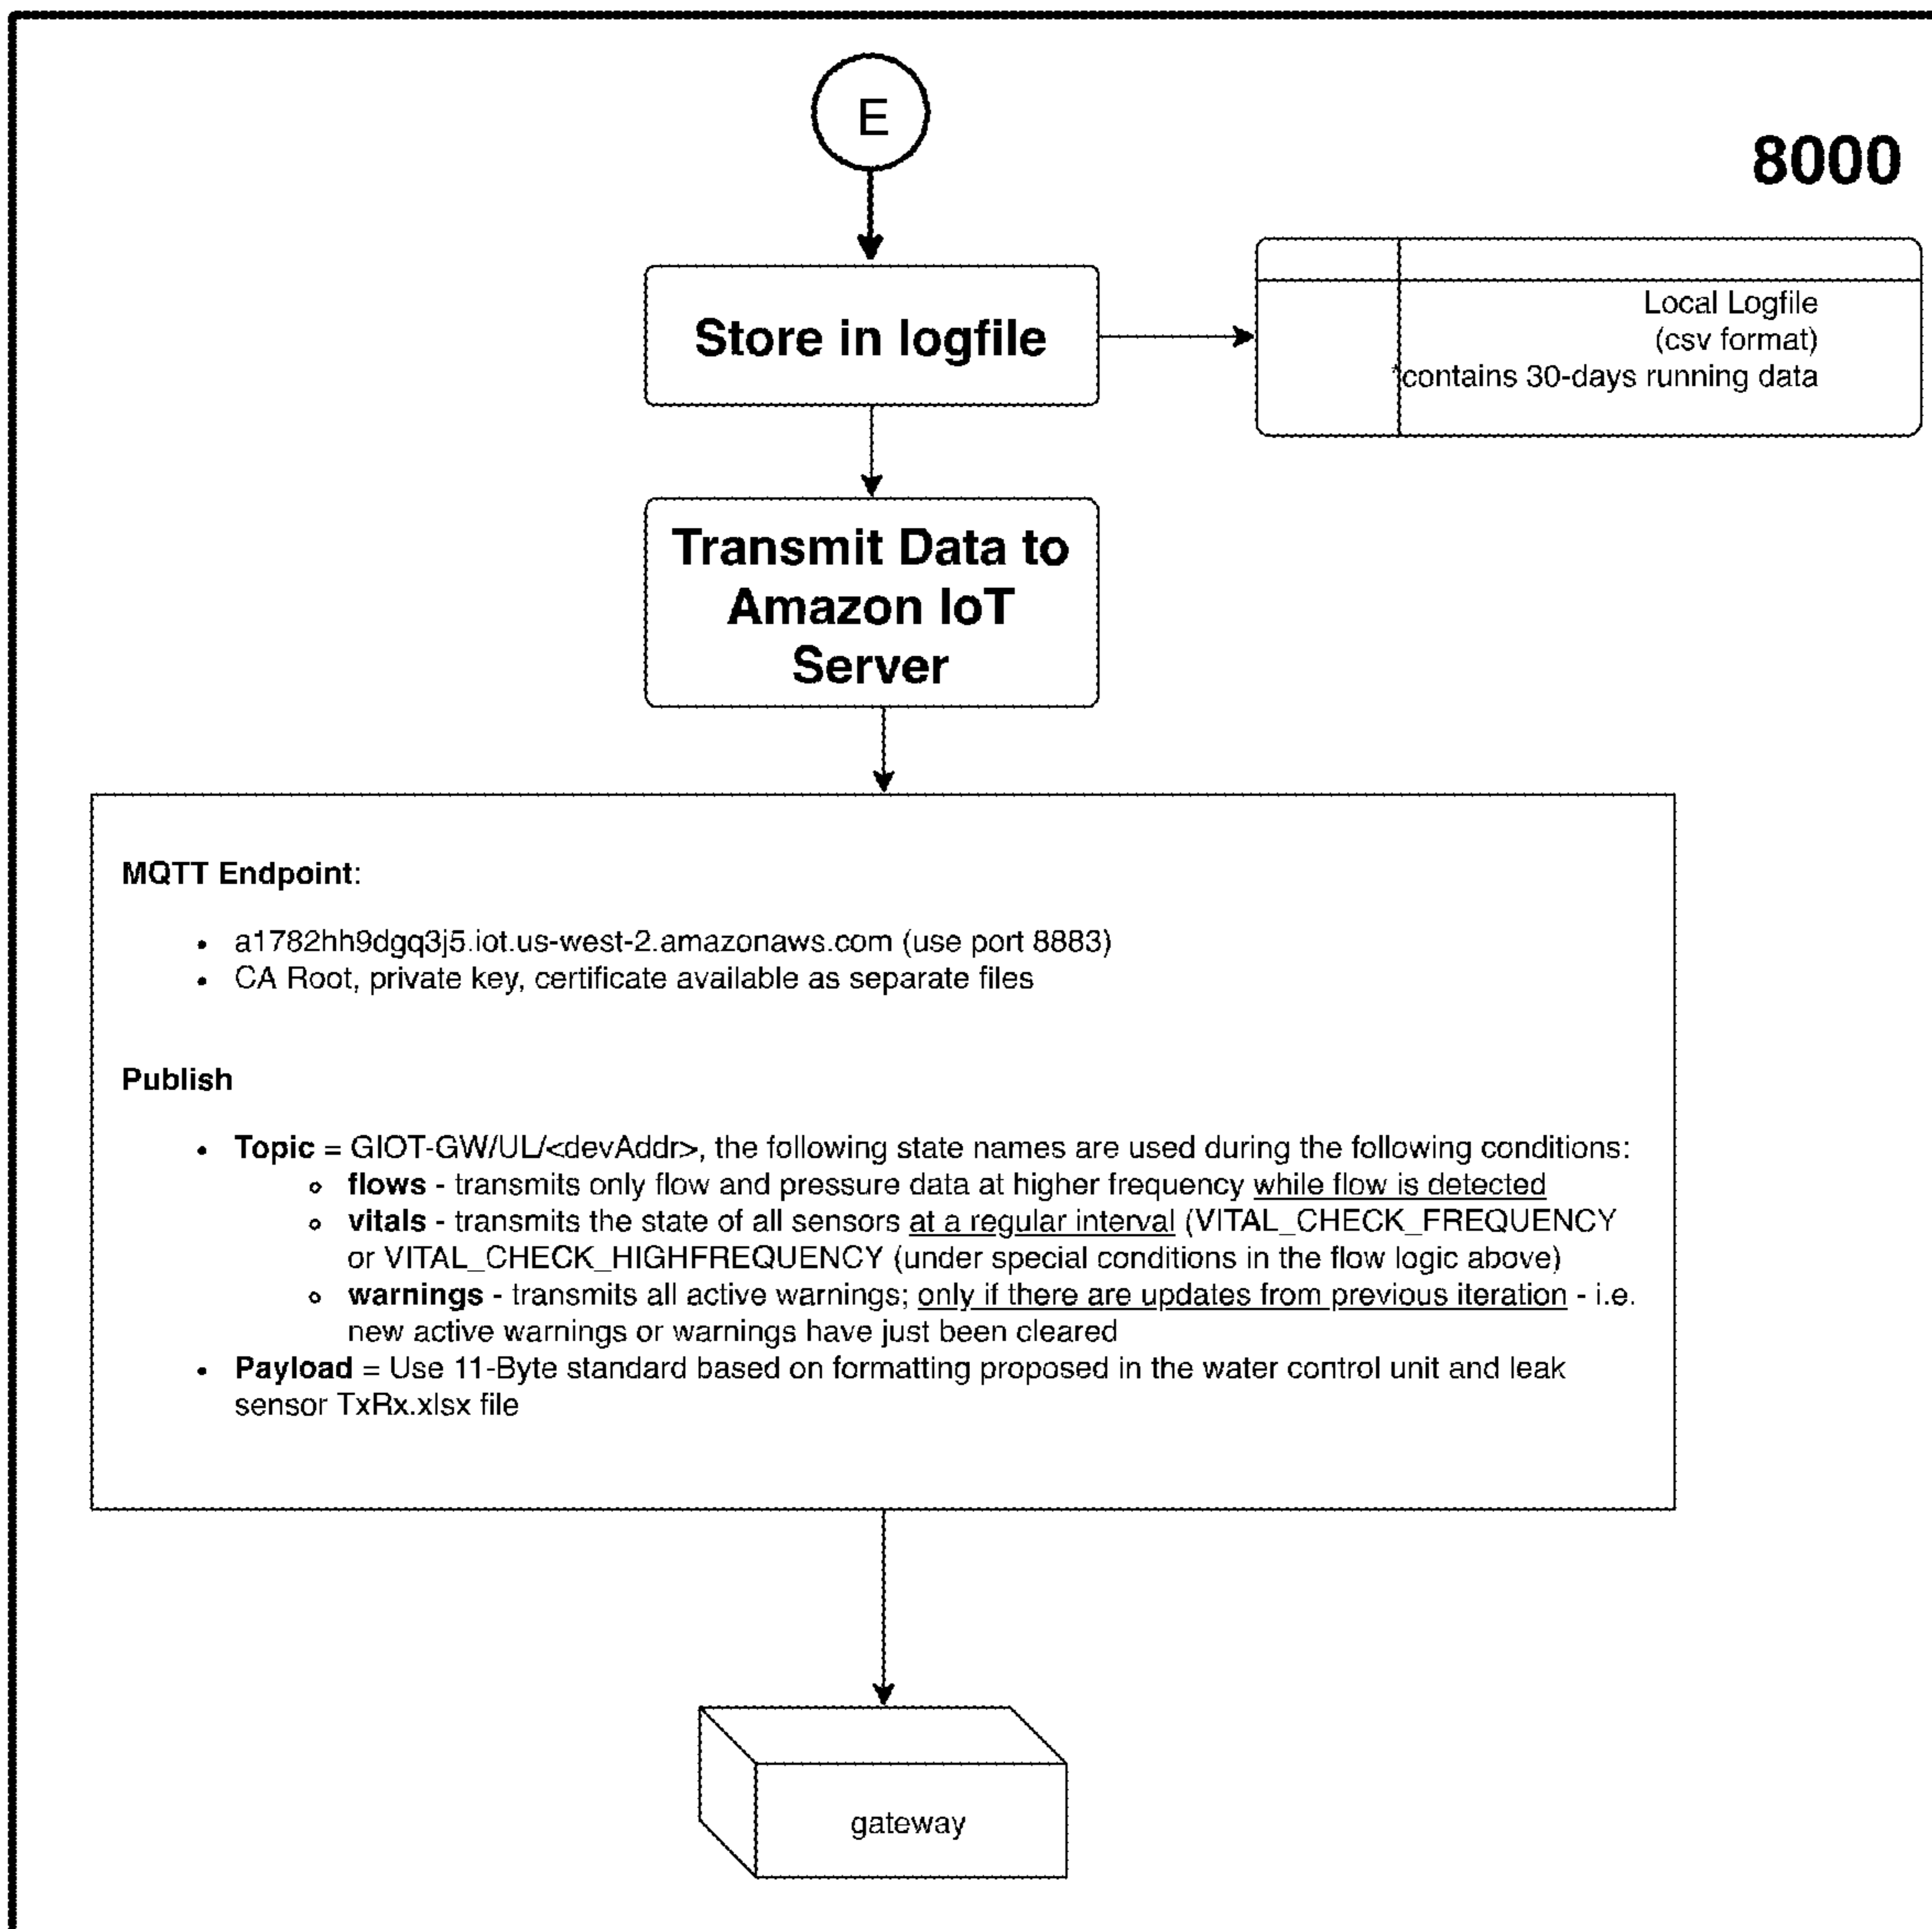 E
8000
Store in logfile
Local Logfile
(csv format)
*contains 30-days running data
Transmit Data to
Amazon IoT
Server
MQTT Endpoint:
• a1782hh9dgq3j5.iot.us-west-2.amazonaws.com (use port 8883)
• CA Root, private key, certificate available as separate files
Publish
• Topic = GIOT-GW/UL/<devAddr>, the following state names are used during the following conditions:
o flows - transmits only flow and pressure data at higher frequency while flow is detected
o vitals - transmits the state of all sensors at a regular interval (VITAL_CHECK_FREQUENCY
or VITAL_CHECK_HIGHFREQUENCY (under special conditions in the flow logic above)
o warnings - transmits all active warnings; only if there are updates from previous iteration - i.e.
new active warnings or warnings have just been cleared
• Payload = Use 11-Byte standard based on formatting proposed in the water control unit and leak
sensor TxRx.xlsx file
gateway